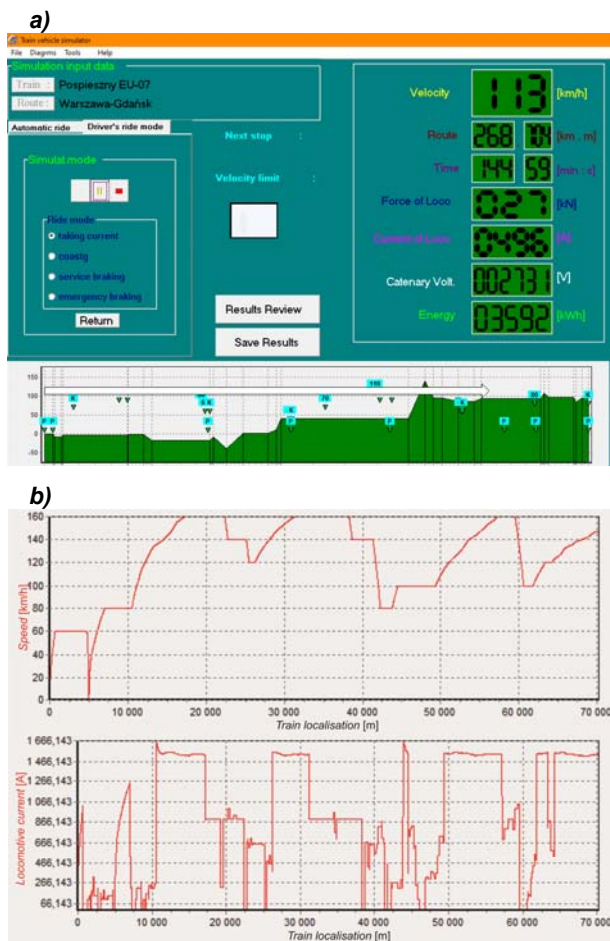 a)
Train vehicle simulator
File Diagrms Tools Help
Simulation input data
Train : Pospieszny EU-07
Route : Warszawa-Gdańsk
Automatic ride Driver's ride mode
Simulat mode
Ride mode
taking current
coastg
service braking
emergency braking
Return
Next stop :
Velocity limit :
Results Review
Save Results
Velocity 113 [km/h]
Route 268 704 [km . m]
Time 144 59 [min : s]
Force of Loco 027 [kN]
Current of Loco 0496 [A]
Catenary Volt. 002731 [V]
Energy 03592 [kWh]
150
100
50
0
-50
K
P P
K
P
K
P
76
116
P
K
P
86
P
K
P
b)
Speed [km/h]
160
140
120
100
80
60
40
20
0
0 10 000 20 000 30 000 40 000 50 000 60 000 70 000
Train localisation [m]
Locomotive current [A]
1 666,143
1 466,143
1 266,143
1 066,143
866,143
666,143
466,143
266,143
66,143
0 10 000 20 000 30 000 40 000 50 000 60 000 70 000
Train localisation [m]